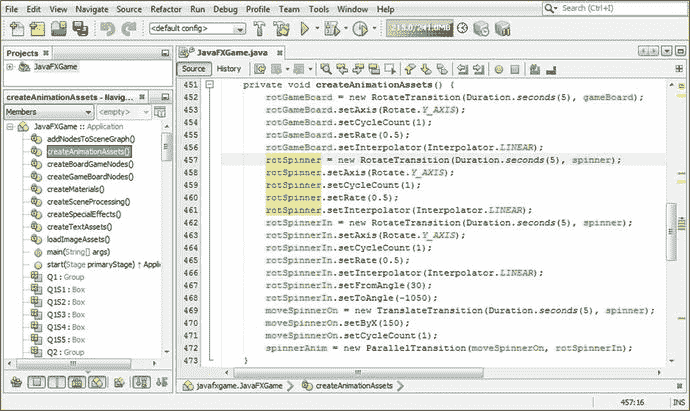 File Edit View Navigate Source Refactor Run Debug Profile Team Tools Window Help
Search (Ctrl+I)
<default config>
Projects
JavaFXGame
JavaFXGame.java
Source History
createAnimationAssets - Navig...
Members <empty>
JavaFXGame :: Application
addNodesToSceneGraph()
createAnimationAssets()
createBoardGameNodes()
createGameBoardNodes()
createMaterials()
createSceneProcessing()
createSpecialEffects()
createTextAssets()
loadImageAssets()
main(String[] args)
start(Stage primaryStage) ↑ Applic
Q1 : Group
Q1S1 : Box
Q1S2 : Box
Q1S3 : Box
Q1S4 : Box
Q1S5 : Box
Q2 : Group
451 private void createAnimationAssets() {
452 rotGameBoard = new RotateTransition(Duration.seconds(5), gameBoard);
453 rotGameBoard.setAxis(Rotate.Y_AXIS);
454 rotGameBoard.setCycleCount(1);
455 rotGameBoard.setRate(0.5);
456 rotGameBoard.setInterpolator(Interpolator.LINEAR);
457 rotSpinner = new RotateTransition(Duration.seconds(5), spinner);
458 rotSpinner.setAxis(Rotate.Y_AXIS);
459 rotSpinner.setCycleCount(1);
460 rotSpinner.setRate(0.5);
461 rotSpinner.setInterpolator(Interpolator.LINEAR);
462 rotSpinnerIn = new RotateTransition(Duration.seconds(5), spinner);
463 rotSpinnerIn.setAxis(Rotate.Y_AXIS);
464 rotSpinnerIn.setCycleCount(1);
465 rotSpinnerIn.setRate(0.5);
466 rotSpinnerIn.setInterpolator(Interpolator.LINEAR);
467 rotSpinnerIn.setFromAngle(30);
468 rotSpinnerIn.setToAngle(-1050);
469 moveSpinnerOn = new TranslateTransition(Duration.seconds(5), spinner);
470 moveSpinnerOn.setByX(150);
471 moveSpinnerOn.setCycleCount(1);
472 spinnerAnim = new ParallelTransition(moveSpinnerOn, rotSpinnerIn);
473 }
javafxgame.JavaFXGame createAnimationAssets
457:16 INS